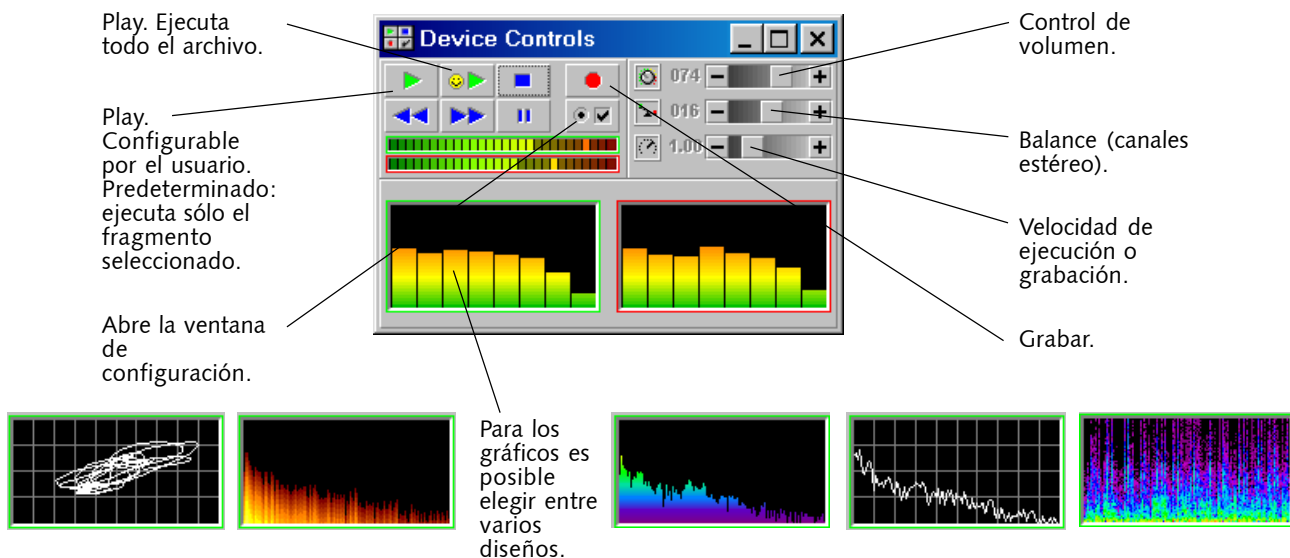 Play. Ejecuta
todo el archivo.
Play.
Configurable
por el usuario.
Predeterminado:
ejecuta sólo el
fragmento
seleccionado.
Abre la ventana
de
configuración.
Device Controls
074
016
1.00
Control de
volumen.
Balance (canales
estéreo).
Velocidad de
ejecución o
grabación.
Grabar.
Para los
gráficos es
posible
elegir entre
varios
diseños.